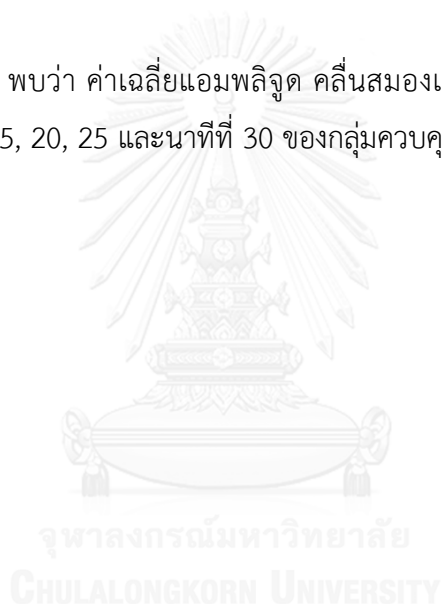 พบว่า ค่าเฉลี่ยแอมพลิจูด คลื่นสมองเ
5, 20, 25 และนาทีที่ 30 ของกลุ่มควบคุ
จุฬาลงกรณ์มหาวิทยาลัย
CHULALONGKORN UNIVERSITY